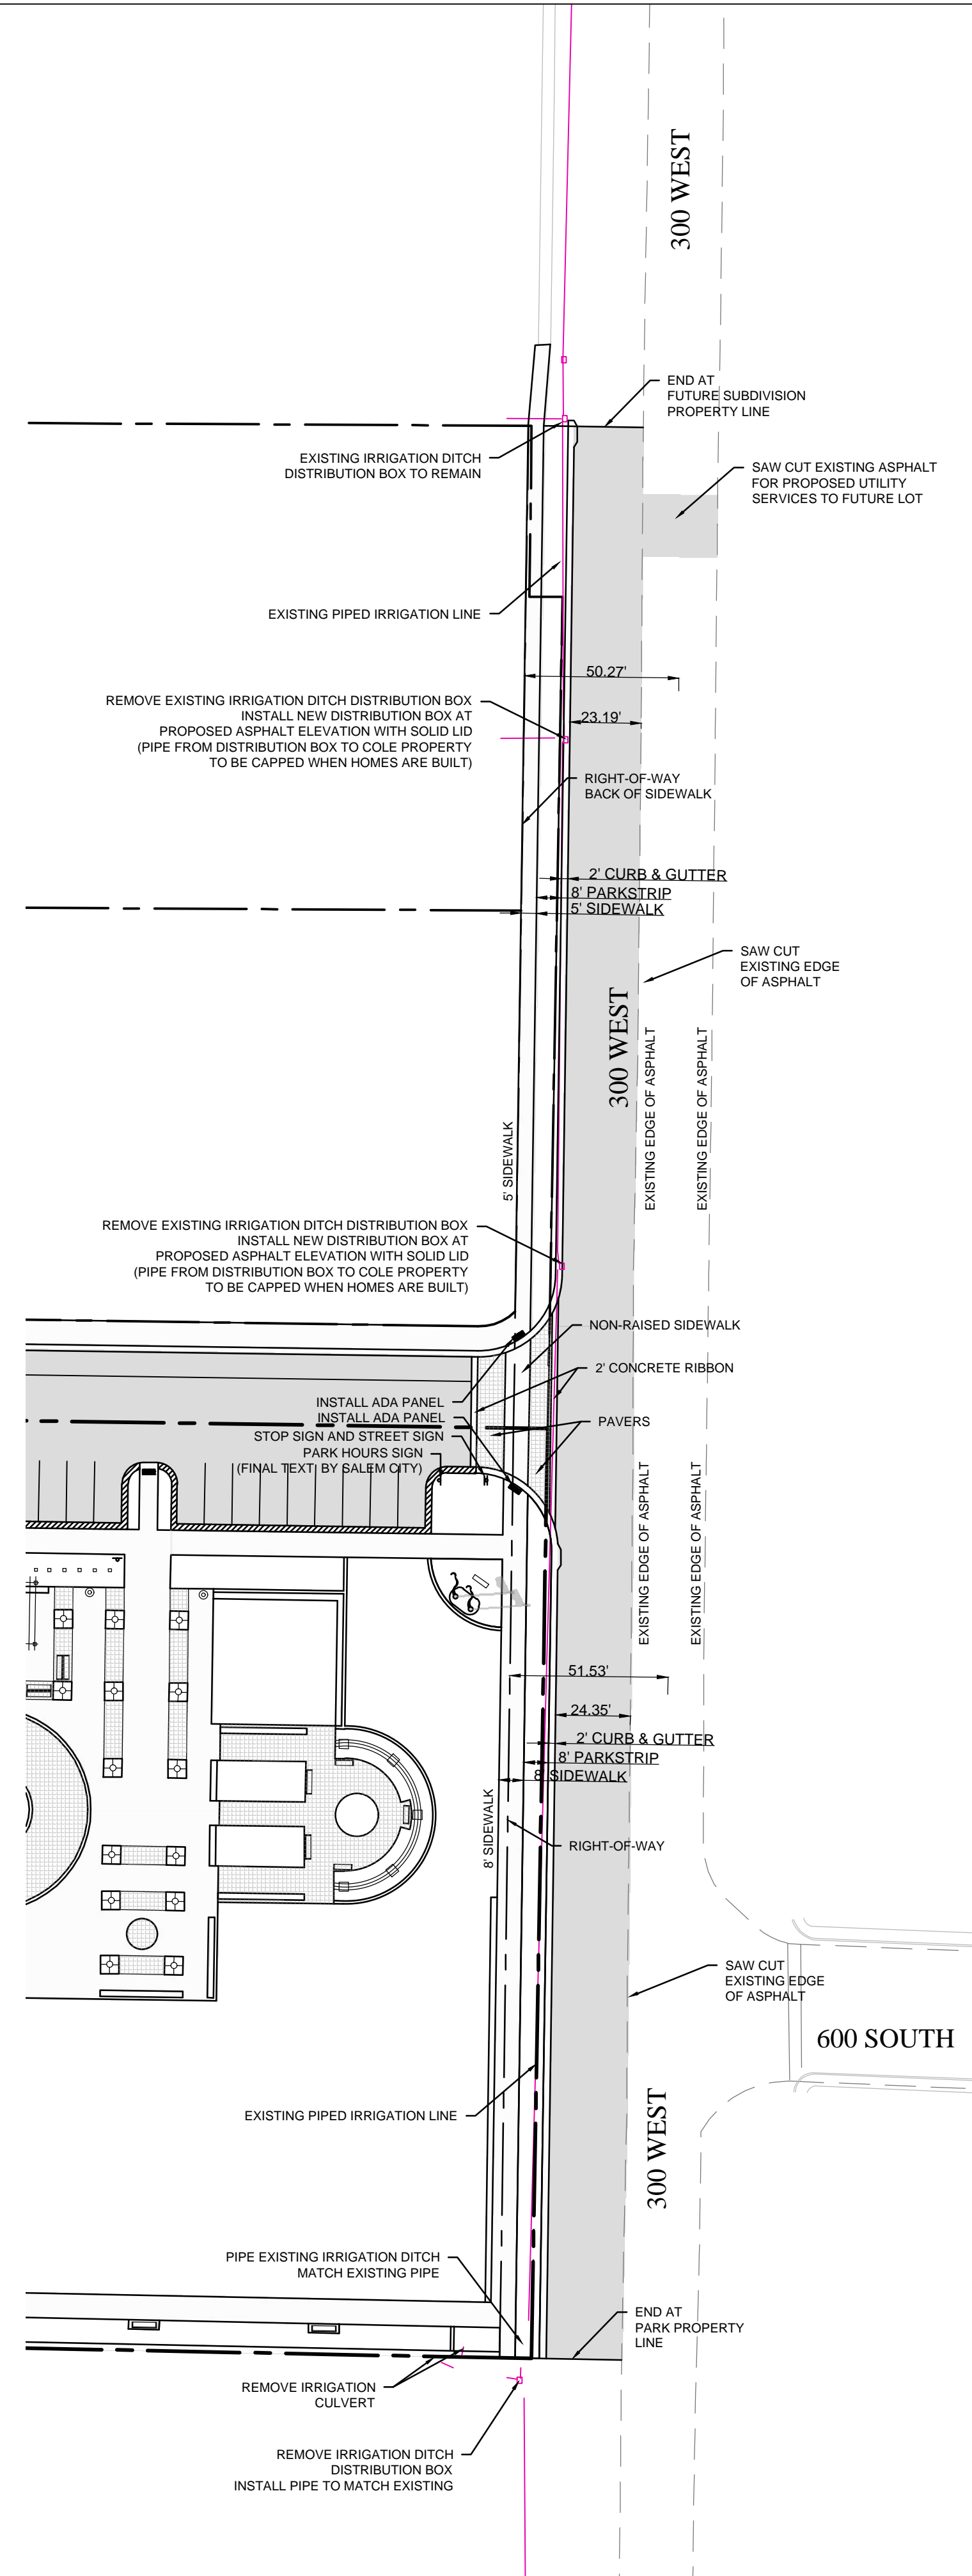 300 WEST
END AT
FUTURE SUBDIVISION
PROPERTY LINE
EXISTING IRRIGATION DITCH
DISTRIBUTION BOX TO REMAIN
SAW CUT EXISTING ASPHALT
FOR PROPOSED UTILITY
SERVICES TO FUTURE LOT
EXISTING PIPED IRRIGATION LINE
50.27'
REMOVE EXISTING IRRIGATION DITCH DISTRIBUTION BOX
INSTALL NEW DISTRIBUTION BOX AT
PROPOSED ASPHALT ELEVATION WITH SOLID LID
(PIPE FROM DISTRIBUTION BOX TO COLE PROPERTY
TO BE CAPPED WHEN HOMES ARE BUILT)
23.19'
RIGHT-OF-WAY
BACK OF SIDEWALK
2' CURB & GUTTER
8' PARKSTRIP
5' SIDEWALK
SAW CUT
EXISTING EDGE
OF ASPHALT
300 WEST
EXISTING EDGE OF ASPHALT
EXISTING EDGE OF ASPHALT
5' SIDEWALK
REMOVE EXISTING IRRIGATION DITCH DISTRIBUTION BOX
INSTALL NEW DISTRIBUTION BOX AT
PROPOSED ASPHALT ELEVATION WITH SOLID LID
(PIPE FROM DISTRIBUTION BOX TO COLE PROPERTY
TO BE CAPPED WHEN HOMES ARE BUILT)
NON-RAISED SIDEWALK
2' CONCRETE RIBBON
INSTALL ADA PANEL
INSTALL ADA PANEL
PAVERS
STOP SIGN AND STREET SIGN
PARK HOURS SIGN
(FINAL TEXT BY SALEM CITY)
EXISTING EDGE OF ASPHALT
EXISTING EDGE OF ASPHALT
51.53'
24.35'
2' CURB & GUTTER
8' PARKSTRIP
8' SIDEWALK
8' SIDEWALK
RIGHT-OF-WAY
SAW CUT
EXISTING EDGE
OF ASPHALT
600 SOUTH
EXISTING PIPED IRRIGATION LINE
300 WEST
PIPE EXISTING IRRIGATION DITCH
MATCH EXISTING PIPE
END AT
PARK PROPERTY
LINE
REMOVE IRRIGATION
CULVERT
REMOVE IRRIGATION DITCH
DISTRIBUTION BOX
INSTALL PIPE TO MATCH EXISTING